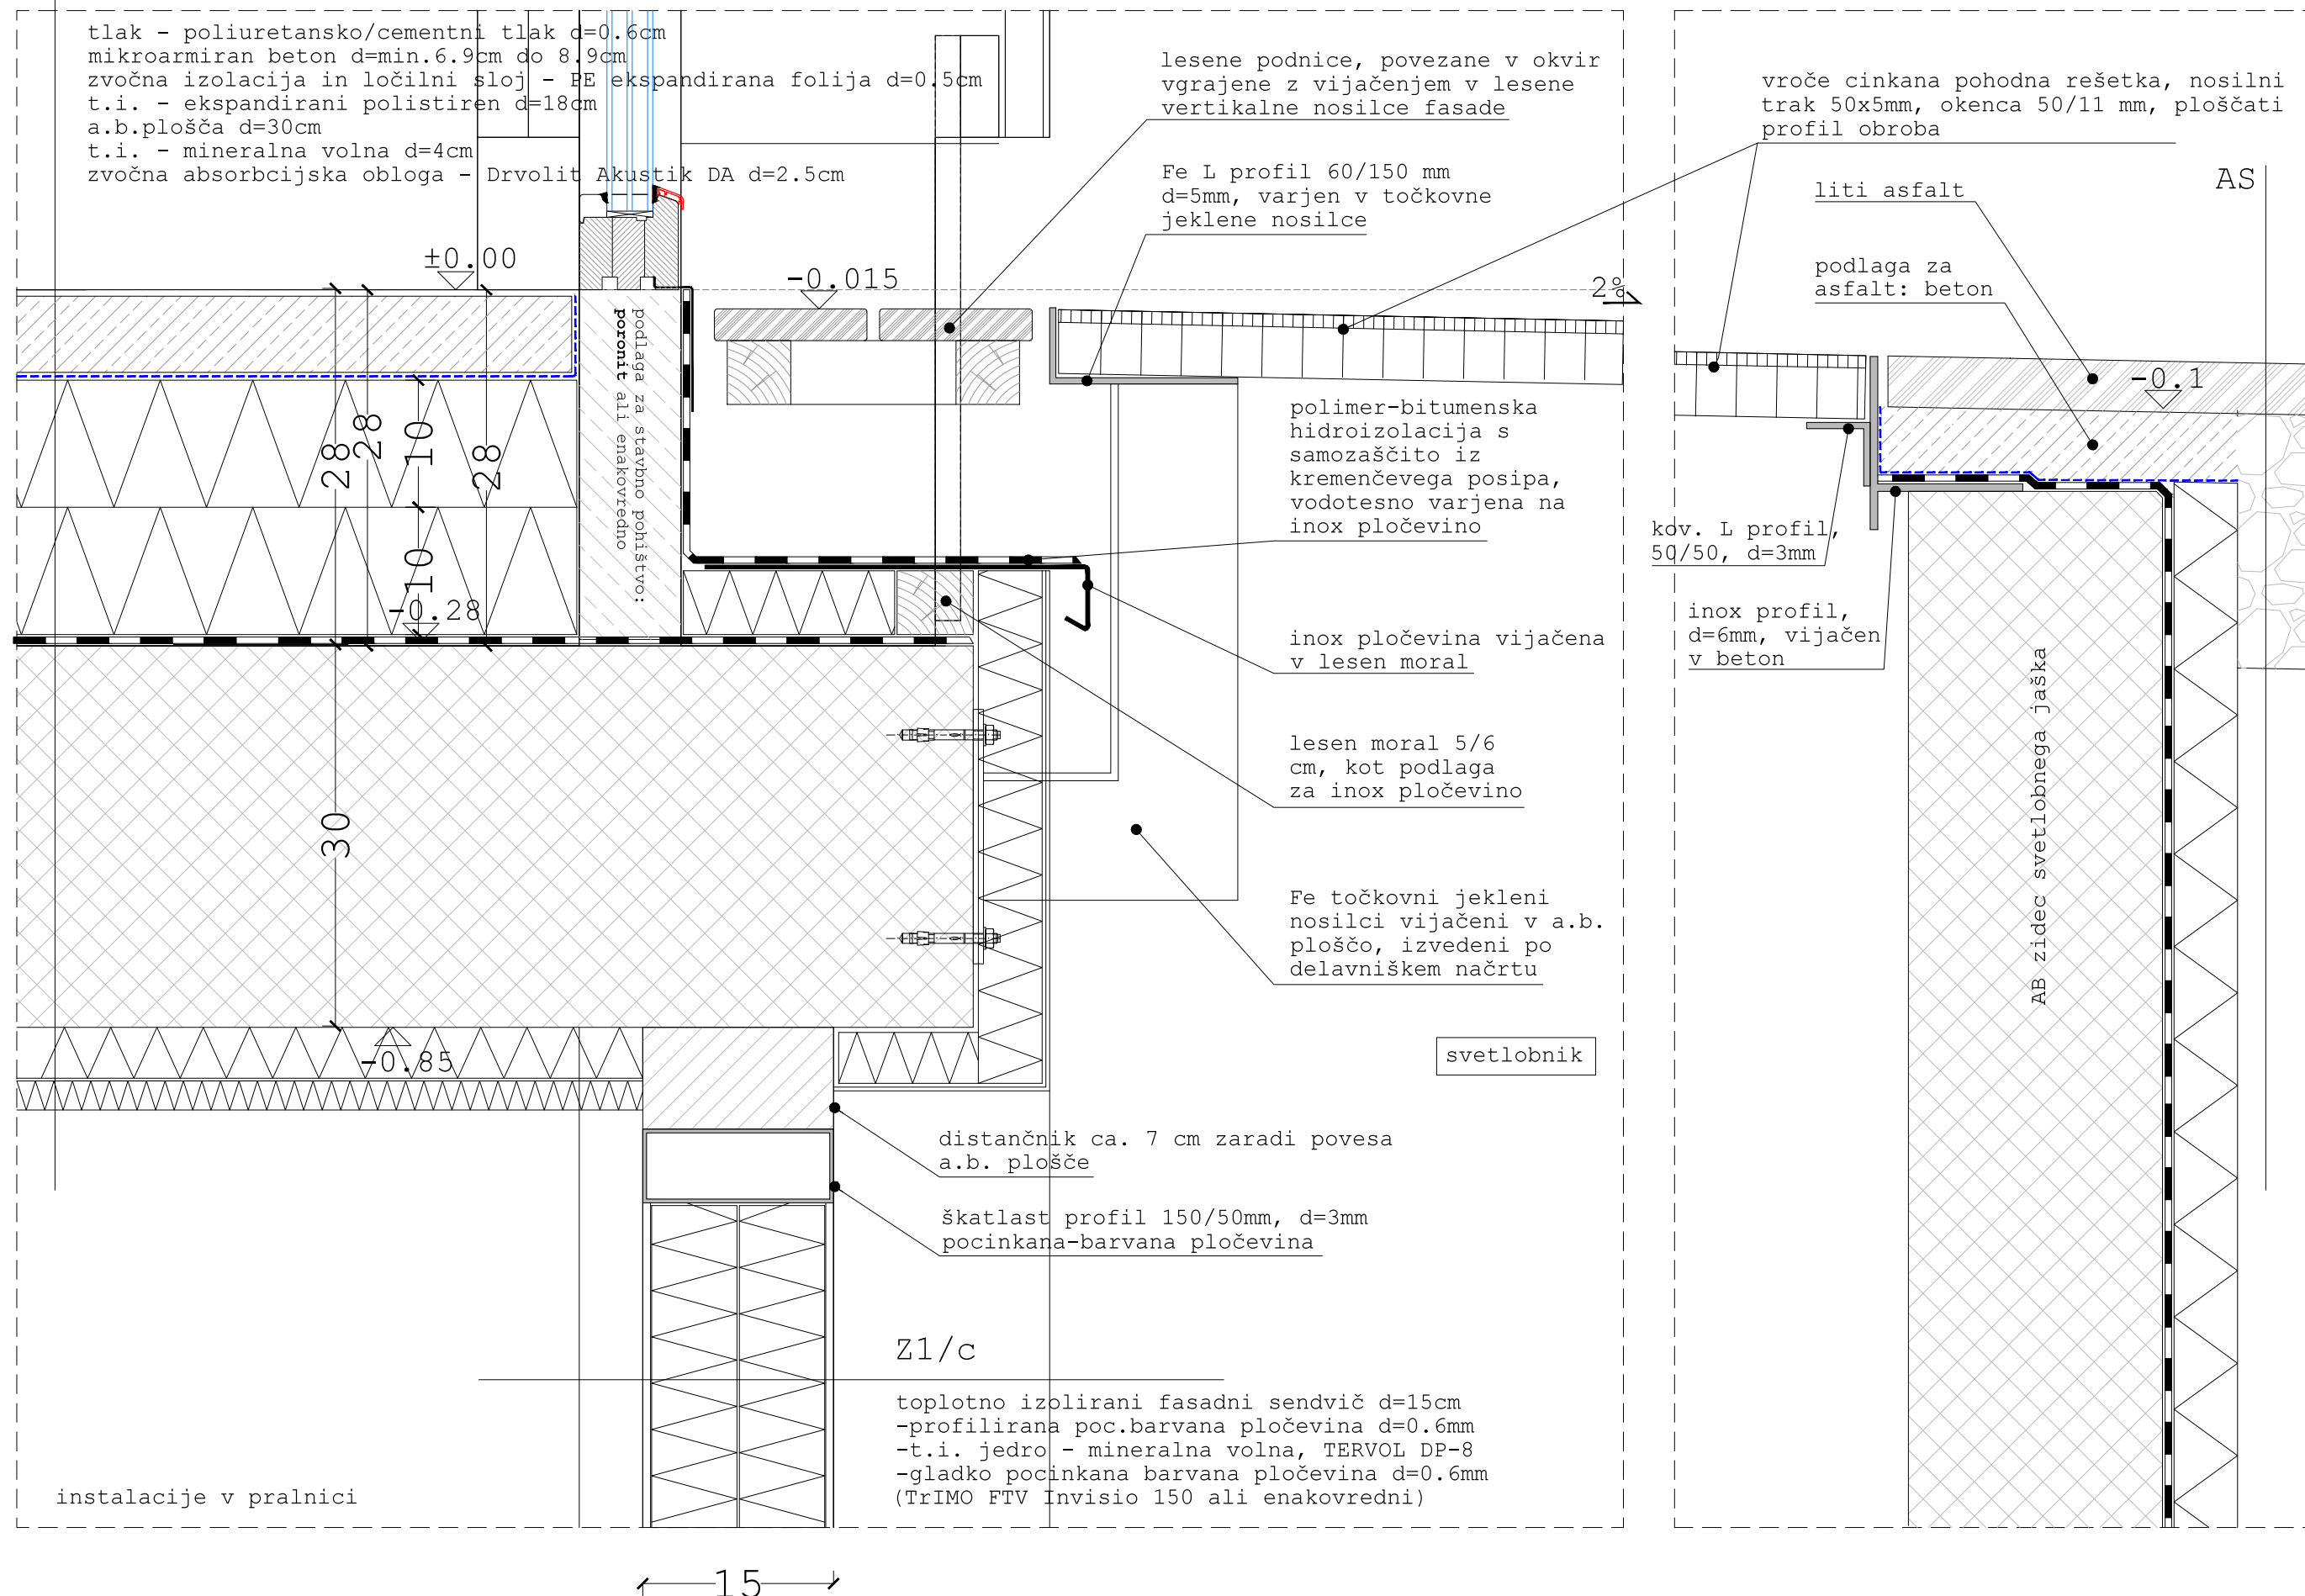 tlak - poliuretansko/cementni tlak d=0.6cm
mikroarmiran beton d=min.6.9cm do 8.9cm
zvočna izolacija in ločilni sloj - PE ekspandirana folija d=0.5cm
t.i. - ekspandirani polistiren d=18cm
a.b.plošča d=30cm
t.i. - mineralna volna d=4cm
zvočna absorbcijska obloga - Drvolit Akustik DA d=2.5cm
lesene podnice, povezane v okvir
vgrajene z vijačenjem v lesene
vertikalne nosilce fasade
Fe L profil 60/150 mm
d=5mm, varjen v točkovne
jeklene nosilce
vroče cinkana pohodna rešetka, nosilni
trak 50x5mm, okenca 50/11 mm, ploščati
profil obroba
AS
liti asfalt
podlaga za
asfalt: beton
±0.00
-0.015
2%
-0.1
podlaga za stavbno pohištvo:
poronit ali enakovredno
28
28
10
28
10
-0.28
30
-0.85
polimer-bitumenska
hidroizolacija s
samozaščito iz
kremenčevega posipa,
vodotesno varjena na
inox pločevino
inox pločevina vijačena
v lesen moral
lesen moral 5/6
cm, kot podlaga
za inox pločevino
Fe točkovni jekleni
nosilci vijačeni v a.b.
ploščo, izvedeni po
delavniškem načrtu
svetlobnik
kov. L profil,
50/50, d=3mm
inox profil,
d=6mm, vijačen
v beton
AB zidec svetlobnega jaška
distančnik ca. 7 cm zaradi povesa
a.b. plošče
škatlast profil 150/50mm, d=3mm
pocinkana-barvana pločevina
Z1/c
toplotno izolirani fasadni sendvič d=15cm
-profilirana poc.barvana pločevina d=0.6mm
-t.i. jedro - mineralna volna, TERVOL DP-8
-gladko pocinkana barvana pločevina d=0.6mm
(TrIMO FTV Invisio 150 ali enakovredni)
instalacije v pralnici
15